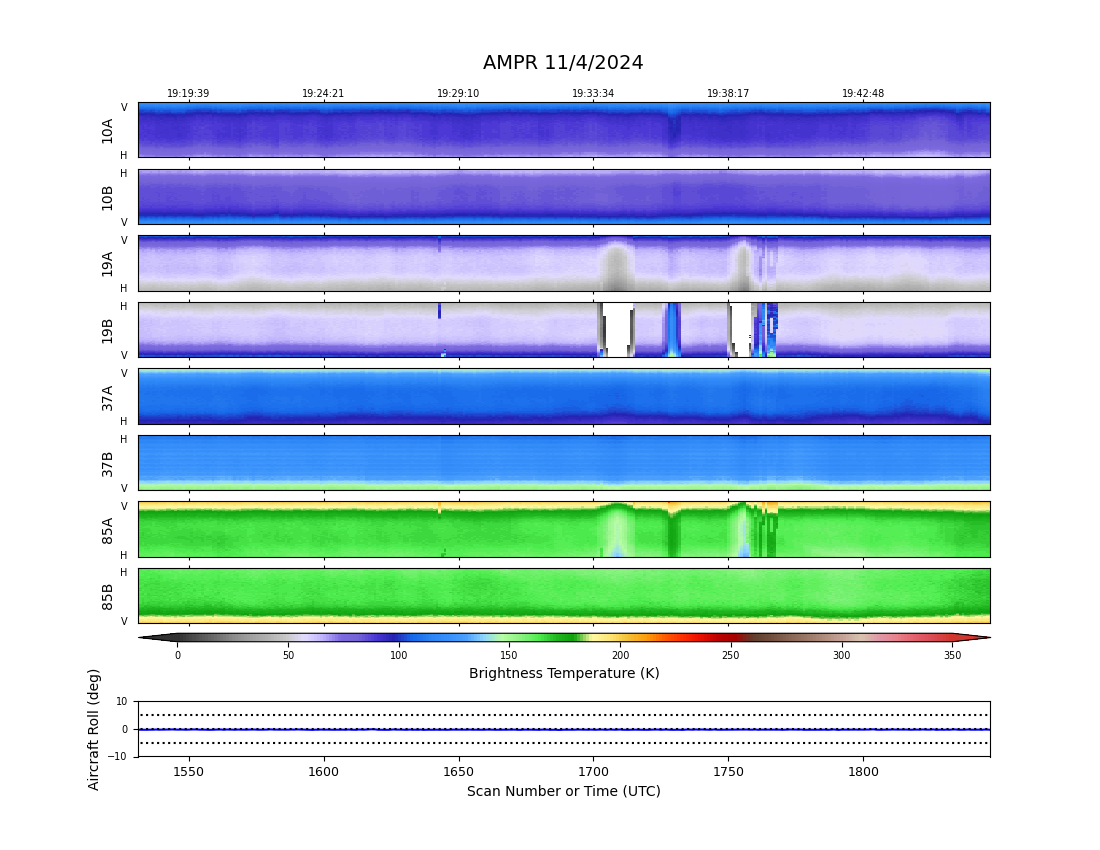 AMPR 11/4/2024
19:19:39 19:24:21 19:29:10 19:33:34 19:38:17 19:42:48
V
10A
H
H
10B
V
V
19A
H
H
19B
V
V
37A
H
H
37B
V
V
85A
H
H
85B
V
0 50 100 150 200 250 300 350
Brightness Temperature (K)
10
0
−10
Aircraft Roll (deg)
1550 1600 1650 1700 1750 1800
Scan Number or Time (UTC)